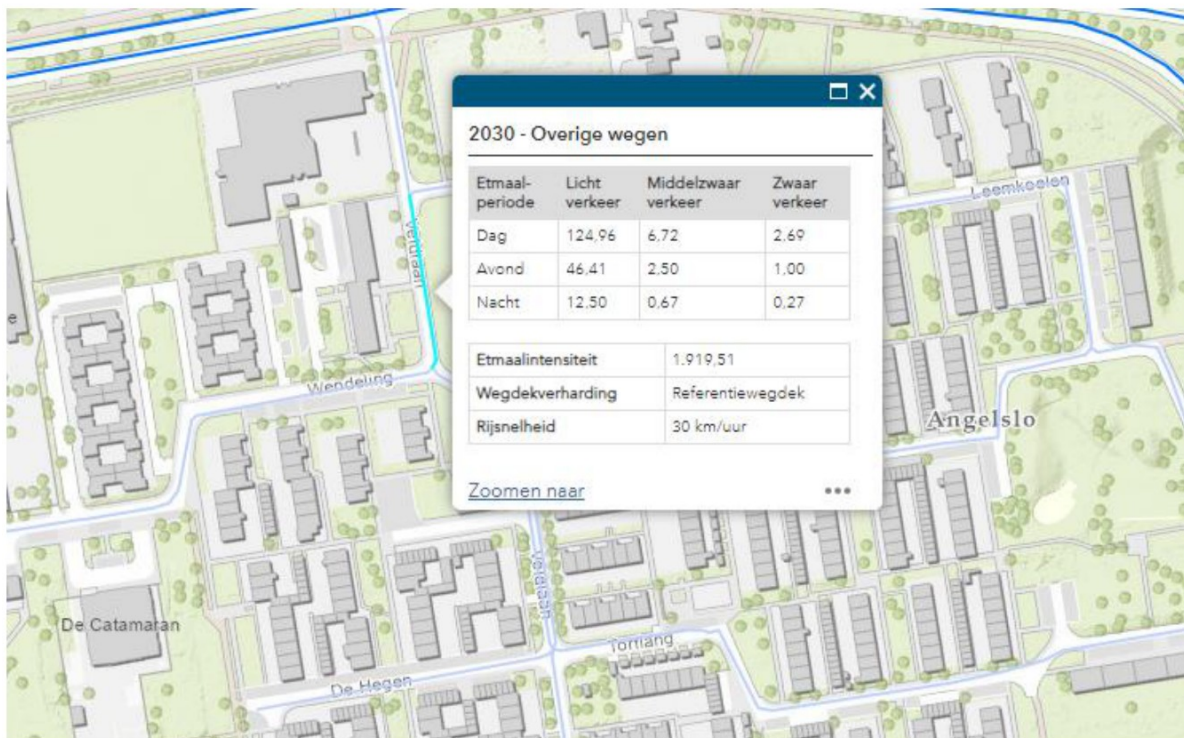 2030 - Overige wegen
Etmaal- Licht Middelzwaar Zwaar
periode verkeer verkeer verkeer
Dag 124,96 6,72 2,69
Avond 46,41 2,50 1,00
Nacht 12,50 0,67 0,27
Etmaalintensiteit 1.919,51
Wegdekverharding Referentiewegdek
Rijsnelheid 30 km/uur
Zoomen naar
Leemkoelen
Wendeling
Angelslo
De Catamaran
De Hegen